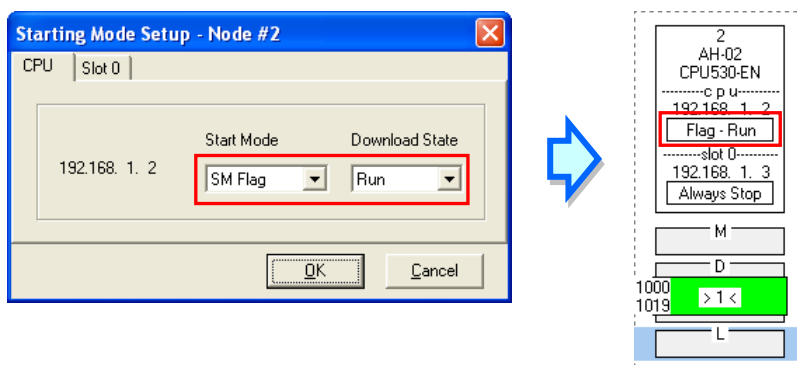 Starting Mode Setup - Node #2
CPU
Slot 0
Start Mode
Download State
192.168. 1. 2
SM Flag
Run
OK
Cancel
2
AH-02
CPU530-EN
----------c p u----------
192.168. 1. 2
Flag - Run
---------slot 0---------
192.168. 1. 3
Always Stop
M
D
1000
1019
> 1 <
L